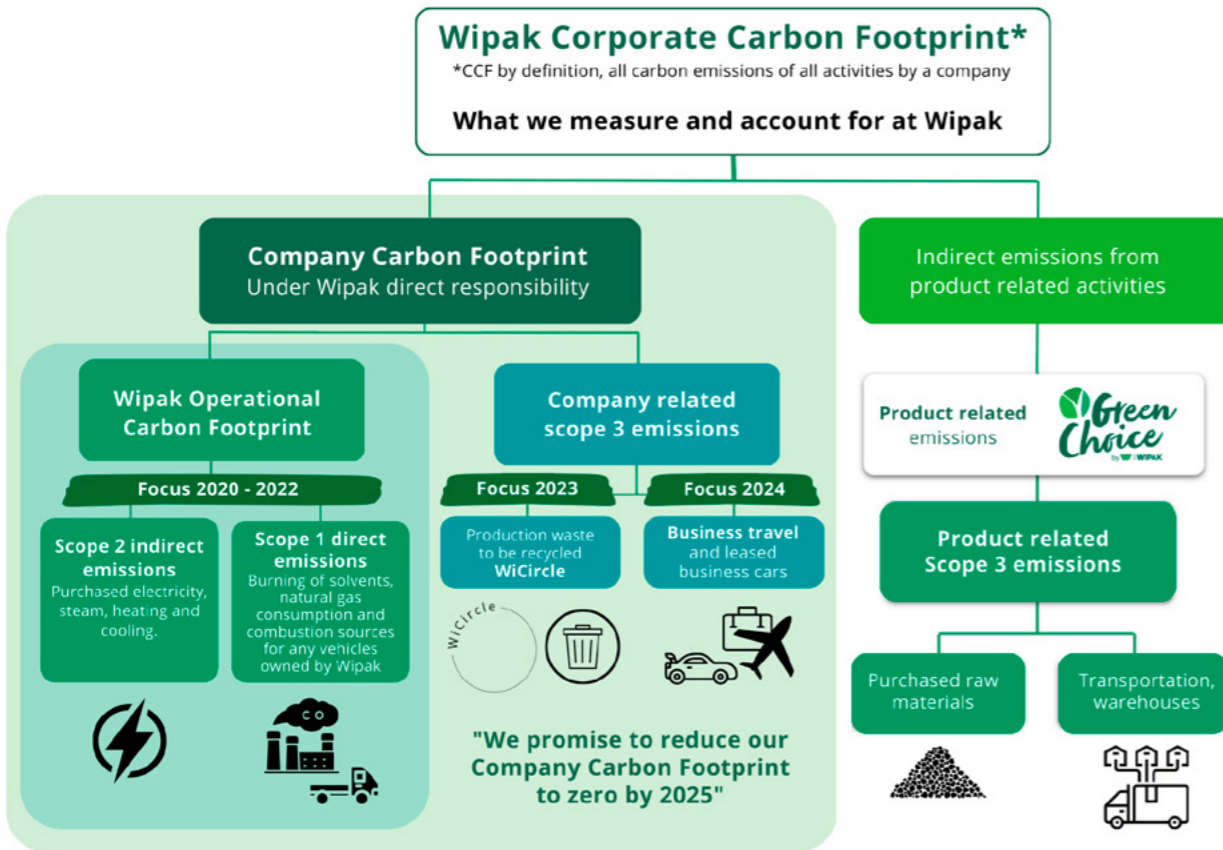 Wipak Corporate Carbon Footprint*
*CCF by definition, all carbon emissions of all activities by a company
What we measure and account for at Wipak
Company Carbon Footprint
Under Wipak direct responsibility
Indirect emissions from
product related activities
Wipak Operational
Carbon Footprint
Company related
scope 3 emissions
Product related
emissions
Green
Choice
by W | WIPAK
Focus 2020 - 2022
Focus 2023
Focus 2024
Scope 2 indirect
emissions
Purchased electricity,
steam, heating and
cooling.
Scope 1 direct
emissions
Burning of solvents,
natural gas
consumption and
combustion sources
for any vehicles
owned by Wipak
Production waste
to be recycled
WiCircle
Business travel
and leased
business cars
Product related
Scope 3 emissions
WiCircle
CO
Purchased raw
materials
Transportation,
warehouses
"We promise to reduce our
Company Carbon Footprint
to zero by 2025"